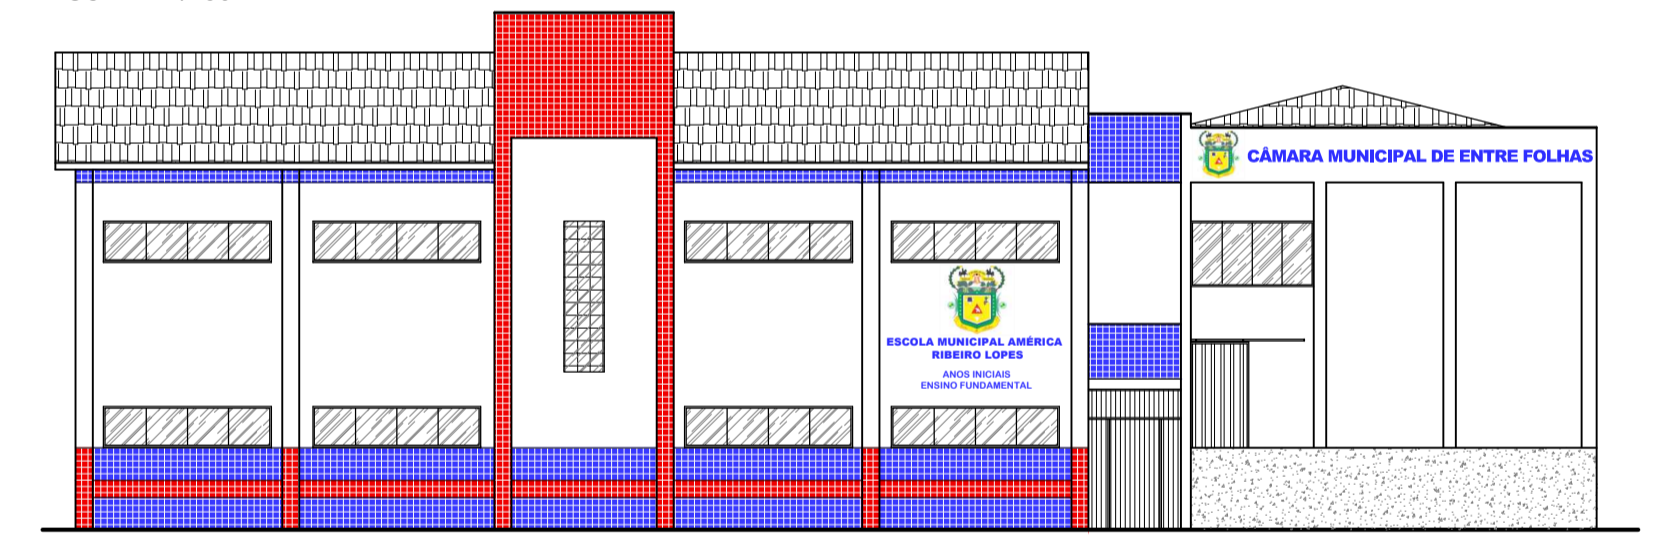 CÂMARA MUNICIPAL DE ENTRE FOLHAS
ESCOLA MUNICIPAL AMÉRICA
RIBEIRO LOPES
ANOS INICIAIS
ENSINO FUNDAMENTAL